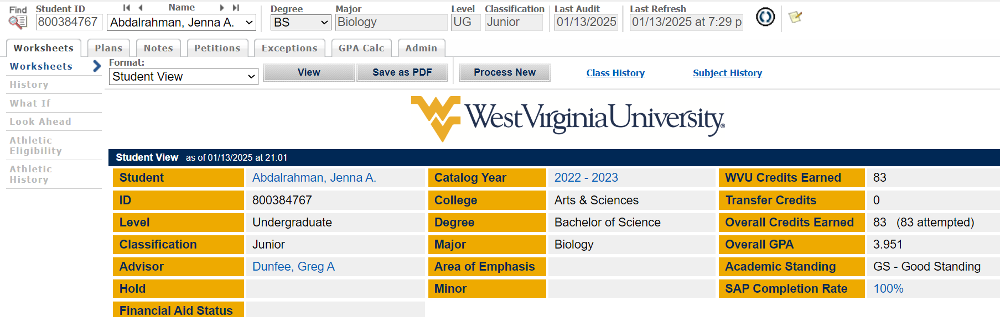 Find Student ID Name Degree Major Level Classification Last Audit Last Refresh
800384767 Abdalrahman, Jenna A. BS Biology UG Junior 01/13/2025 01/13/2025 at 7:29 p
Worksheets Plans Notes Petitions Exceptions GPA Calc Admin
Worksheets
History
What If
Look Ahead
Athletic
Eligibility
Athletic
History
Format:
Student View View Save as PDF Process New Class History Subject History
WV WestVirginiaUniversity®
Student View as of 01/13/2025 at 21:01
Student Abdalrahman, Jenna A. Catalog Year 2022 - 2023 WVU Credits Earned 83
ID 800384767 College Arts & Sciences Transfer Credits 0
Level Undergraduate Degree Bachelor of Science Overall Credits Earned 83 (83 attempted)
Classification Junior Major Biology Overall GPA 3.951
Advisor Dunfee, Greg A Area of Emphasis Academic Standing GS - Good Standing
Hold Minor SAP Completion Rate 100%
Financial Aid Status